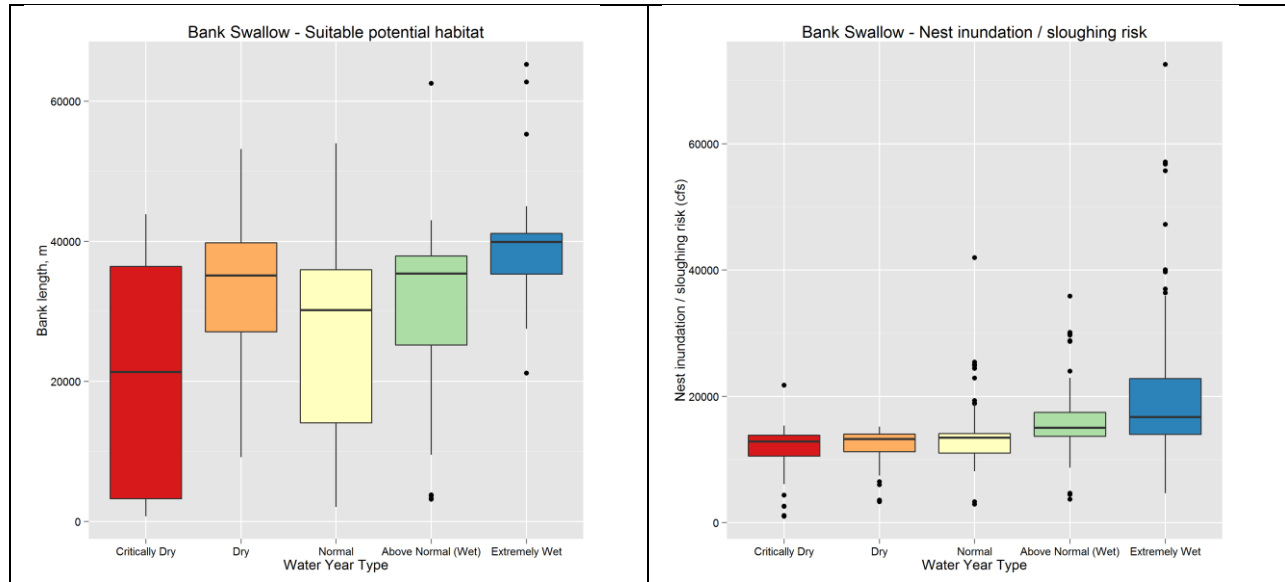 Bank Swallow - Suitable potential habitat
Bank length, m
60000
40000
20000
0
Critically Dry Dry Normal Above Normal (Wet) Extremely Wet
Water Year Type
Bank Swallow - Nest inundation / sloughing risk
Nest inundation / sloughing risk (cfs)
60000
40000
20000
0
Critically Dry Dry Normal Above Normal (Wet) Extremely Wet
Water Year Type